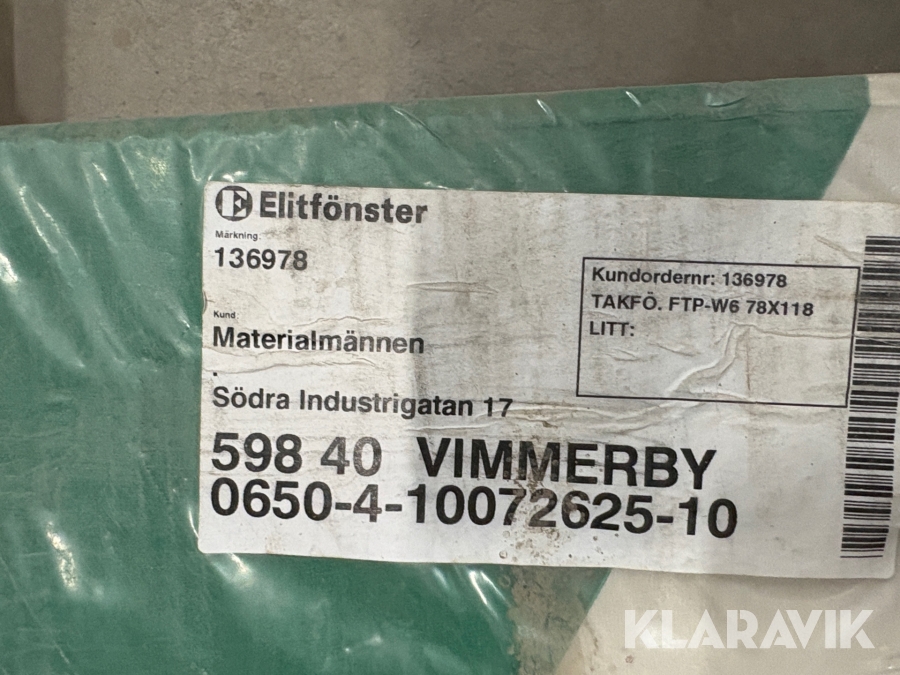 E Elitfönster
Märkning:
136978
Kund
Materialmännen
.
Södra Industrigatan 17
598 40 VIMMERBY
0650-4-10072625-10
Kundordernr: 136978
TAKFÖ. FTP-W6 78X118
LITT:
KLARAVIK